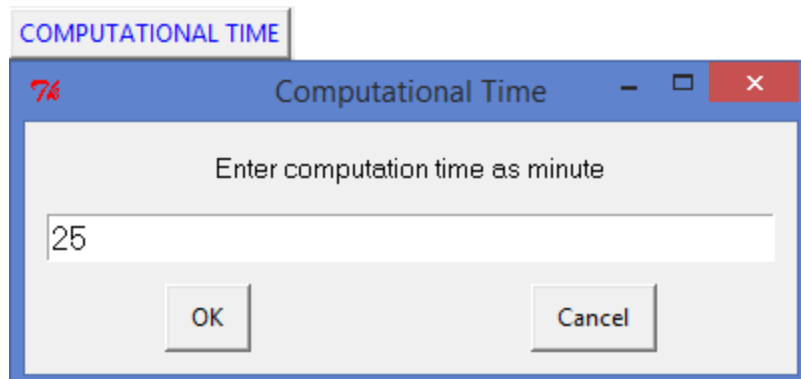 COMPUTATIONAL TIME
Computational Time
Enter computation time as minute
25
OK Cancel